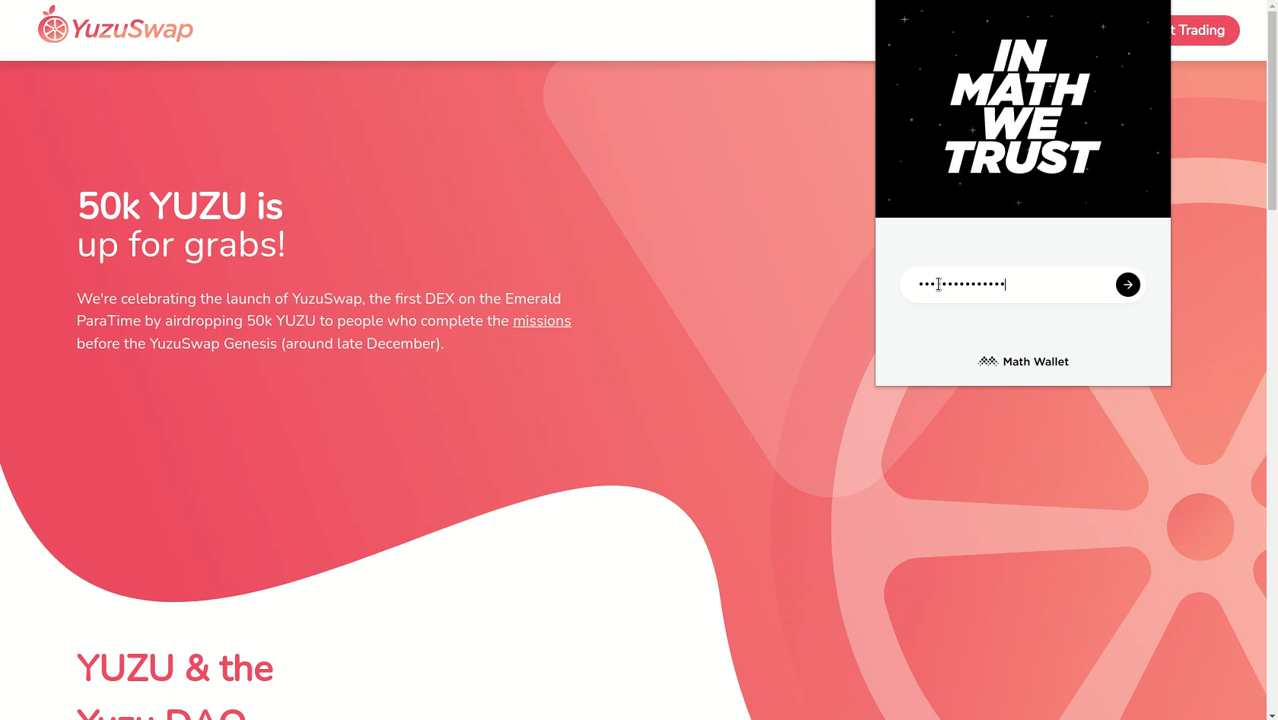 YuzuSwap
t Trading
IN
MATH
WE
TRUST
50k YUZU is
up for grabs!
We're celebrating the launch of YuzuSwap, the first DEX on the Emerald
ParaTime by airdropping 50k YUZU to people who complete the missions
before the YuzuSwap Genesis (around late December).
Math Wallet
YUZU & the
Yuzu DAO